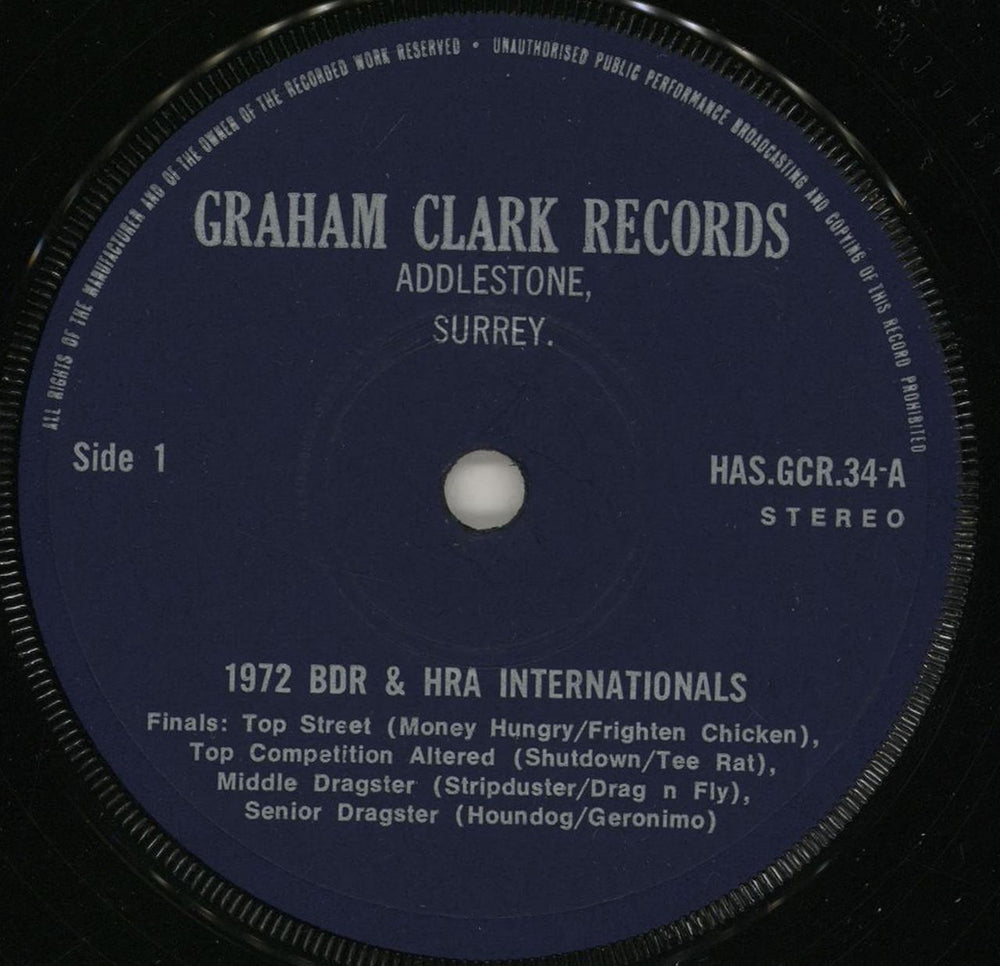 ALL RIGHTS OF THE MANUFACTURER AND OF THE OWNER OF THE RECORDED WORK RESERVED • UNAUTHORISED PUBLIC PERFORMANCE BROADCASTING AND COPYING OF THIS RECORD PROHIBITED
GRAHAM CLARK RECORDS
ADDLESTONE,
SURREY.
Side 1
HAS.GCR.34-A
STEREO
1972 BDR & HRA INTERNATIONALS
Finals: Top Street (Money Hungry/Frighten Chicken),
Top Competition Altered (Shutdown/Tee Rat),
Middle Dragster (Stripduster/Drag n Fly),
Senior Dragster (Houndog/Geronimo)